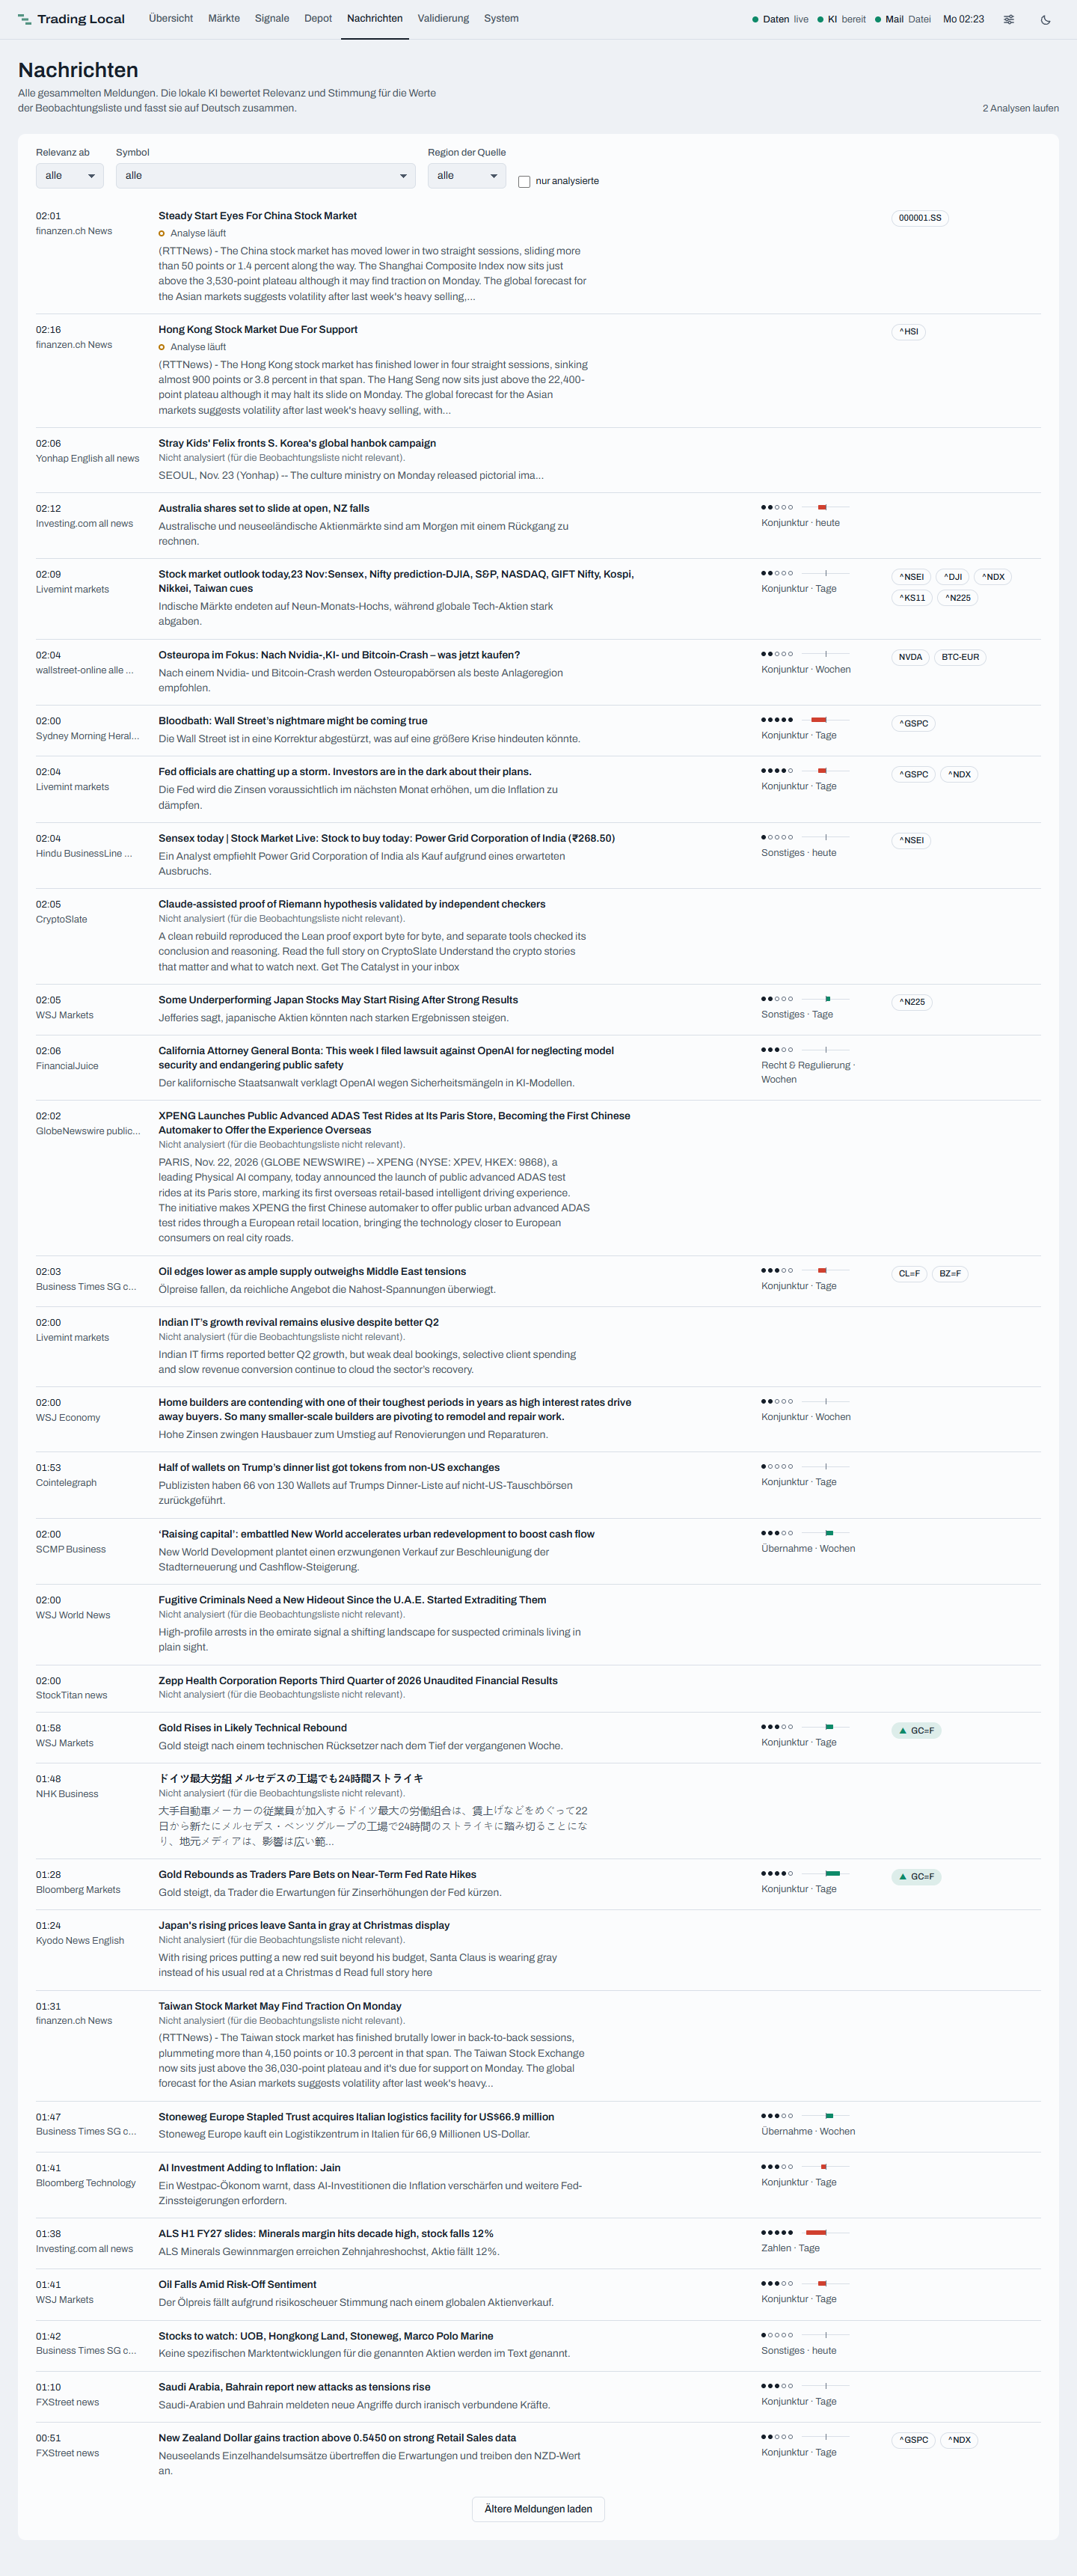 Trading Local
Übersicht Märkte Signale Depot Nachrichten Validierung System
Daten live KI bereit Mail Datei Mo 02:23
Nachrichten
Alle gesammelten Meldungen. Die lokale KI bewertet Relevanz und Stimmung für die Werte
der Beobachtungsliste und fasst sie auf Deutsch zusammen.
2 Analysen laufen
Relevanz ab Symbol Region der Quelle
alle alle alle nur analysierte
02:01 Steady Start Eyes For China Stock Market 000001.SS
finanzen.ch News
Analyse läuft
(RTTNews) - The China stock market has moved lower in two straight sessions, sliding more
than 50 points or 1.4 percent along the way. The Shanghai Composite Index now sits just
above the 3,530-point plateau although it may find traction on Monday. The global forecast for
the Asian markets suggests volatility after last week's heavy selling,...
02:16 Hong Kong Stock Market Due For Support ^HSI
finanzen.ch News
Analyse läuft
(RTTNews) - The Hong Kong stock market has finished lower in four straight sessions, sinking
almost 900 points or 3.8 percent in that span. The Hang Seng now sits just above the 22,400-
point plateau although it may halt its slide on Monday. The global forecast for the Asian
markets suggests volatility after last week's heavy selling, with...
02:06 Stray Kids' Felix fronts S. Korea's global hanbok campaign
Yonhap English all news Nicht analysiert (für die Beobachtungsliste nicht relevant).
SEOUL, Nov. 23 (Yonhap) -- The culture ministry on Monday released pictorial ima...
02:12 Australia shares set to slide at open, NZ falls
Investing.com all news Konjunktur · heute
Australische und neuseeländische Aktienmärkte sind am Morgen mit einem Rückgang zu
rechnen.
02:09 Stock market outlook today,23 Nov:Sensex, Nifty prediction-DJIA, S&P, NASDAQ, GIFT Nifty, Kospi,
Nikkei, Taiwan cues
Livemint markets Konjunktur · Tage
^NSEI ^DJI ^NDX
^KS11 ^N225
Indische Märkte endeten auf Neun-Monats-Hochs, während globale Tech-Aktien stark
abgaben.
02:04 Osteuropa im Fokus: Nach Nvidia-,KI- und Bitcoin-Crash – was jetzt kaufen? NVDA BTC-EUR
wallstreet-online alle ... Konjunktur · Wochen
Nach einem Nvidia- und Bitcoin-Crash werden Osteuropabörsen als beste Anlageregion
empfohlen.
02:00 Bloodbath: Wall Street’s nightmare might be coming true ^GSPC
Sydney Morning Heral... Die Wall Street ist in eine Korrektur abgestürzt, was auf eine größere Krise hindeuten könnte. Konjunktur · Tage
02:04 Fed officials are chatting up a storm. Investors are in the dark about their plans. ^GSPC ^NDX
Livemint markets Konjunktur · Tage
Die Fed wird die Zinsen voraussichtlich im nächsten Monat erhöhen, um die Inflation zu
dämpfen.
02:04 Sensex today | Stock Market Live: Stock to buy today: Power Grid Corporation of India (₹268.50) ^NSEI
Hindu BusinessLine ... Sonstiges · heute
Ein Analyst empfiehlt Power Grid Corporation of India als Kauf aufgrund eines erwarteten
Ausbruchs.
02:05 Claude-assisted proof of Riemann hypothesis validated by independent checkers
CryptoSlate Nicht analysiert (für die Beobachtungsliste nicht relevant).
A clean rebuild reproduced the Lean proof export byte for byte, and separate tools checked its
conclusion and reasoning. Read the full story on CryptoSlate Understand the crypto stories
that matter and what to watch next. Get The Catalyst in your inbox
02:05 Some Underperforming Japan Stocks May Start Rising After Strong Results ^N225
WSJ Markets Jefferies sagt, japanische Aktien könnten nach starken Ergebnissen steigen. Sonstiges · Tage
02:06 California Attorney General Bonta: This week I filed lawsuit against OpenAI for neglecting model
security and endangering public safety
FinancialJuice Recht & Regulierung ·
Wochen
Der kalifornische Staatsanwalt verklagt OpenAI wegen Sicherheitsmängeln in KI-Modellen.
02:02 XPENG Launches Public Advanced ADAS Test Rides at Its Paris Store, Becoming the First Chinese
Automaker to Offer the Experience Overseas
GlobeNewswire public...
Nicht analysiert (für die Beobachtungsliste nicht relevant).
PARIS, Nov. 22, 2026 (GLOBE NEWSWIRE) -- XPENG (NYSE: XPEV, HKEX: 9868), a
leading Physical AI company, today announced the launch of public advanced ADAS test
rides at its Paris store, marking its first overseas retail-based intelligent driving experience.
The initiative makes XPENG the first Chinese automaker to offer public urban advanced ADAS
test rides through a European retail location, bringing the technology closer to European
consumers on real city roads.
02:03 Oil edges lower as ample supply outweighs Middle East tensions CL=F BZ=F
Business Times SG c... Ölpreise fallen, da reichliche Angebot die Nahost-Spannungen überwiegt. Konjunktur · Tage
02:00 Indian IT’s growth revival remains elusive despite better Q2
Livemint markets Nicht analysiert (für die Beobachtungsliste nicht relevant).
Indian IT firms reported better Q2 growth, but weak deal bookings, selective client spending
and slow revenue conversion continue to cloud the sector’s recovery.
02:00 Home builders are contending with one of their toughest periods in years as high interest rates drive
away buyers. So many smaller-scale builders are pivoting to remodel and repair work.
WSJ Economy Konjunktur · Wochen
Hohe Zinsen zwingen Hausbauer zum Umstieg auf Renovierungen und Reparaturen.
01:53 Half of wallets on Trump’s dinner list got tokens from non-US exchanges
Cointelegraph Konjunktur · Tage
Publizisten haben 66 von 130 Wallets auf Trumps Dinner-Liste auf nicht-US-Tauschbörsen
zurückgeführt.
02:00 ‘Raising capital’: embattled New World accelerates urban redevelopment to boost cash flow
SCMP Business Übernahme · Wochen
New World Development plantet einen erzwungenen Verkauf zur Beschleunigung der
Stadterneuerung und Cashflow-Steigerung.
02:00 Fugitive Criminals Need a New Hideout Since the U.A.E. Started Extraditing Them
WSJ World News Nicht analysiert (für die Beobachtungsliste nicht relevant).
High-profile arrests in the emirate signal a shifting landscape for suspected criminals living in
plain sight.
02:00 Zepp Health Corporation Reports Third Quarter of 2026 Unaudited Financial Results
StockTitan news Nicht analysiert (für die Beobachtungsliste nicht relevant).
01:58 Gold Rises in Likely Technical Rebound GC=F
WSJ Markets Gold steigt nach einem technischen Rücksetzer nach dem Tief der vergangenen Woche. Konjunktur · Tage
01:48 ドイツ最大労組 メルセデスの工場でも24時間ストライキ
NHK Business Nicht analysiert (für die Beobachtungsliste nicht relevant).
大手自動車メーカーの従業員が加入するドイツ最大の労働組合は、賃上げなどをめぐって22
日から新たにメルセデス・ベンツグループの工場で24時間のストライキに踏み切ることにな
り、地元メディアは、影響は広い範...
01:28 Gold Rebounds as Traders Pare Bets on Near-Term Fed Rate Hikes GC=F
Bloomberg Markets Gold steigt, da Trader die Erwartungen für Zinserhöhungen der Fed kürzen. Konjunktur · Tage
01:24 Japan's rising prices leave Santa in gray at Christmas display
Kyodo News English Nicht analysiert (für die Beobachtungsliste nicht relevant).
With rising prices putting a new red suit beyond his budget, Santa Claus is wearing gray
instead of his usual red at a Christmas d Read full story here
01:31 Taiwan Stock Market May Find Traction On Monday
finanzen.ch News Nicht analysiert (für die Beobachtungsliste nicht relevant).
(RTTNews) - The Taiwan stock market has finished brutally lower in back-to-back sessions,
plummeting more than 4,150 points or 10.3 percent in that span. The Taiwan Stock Exchange
now sits just above the 36,030-point plateau and it's due for support on Monday. The global
forecast for the Asian markets suggests volatility after last week's heavy...
01:47 Stoneweg Europe Stapled Trust acquires Italian logistics facility for US$66.9 million
Business Times SG c... Stoneweg Europe kauft ein Logistikzentrum in Italien für 66,9 Millionen US-Dollar. Übernahme · Wochen
01:41 AI Investment Adding to Inflation: Jain
Bloomberg Technology Konjunktur · Tage
Ein Westpac-Ökonom warnt, dass AI-Investitionen die Inflation verschärfen und weitere Fed-
Zinssteigerungen erfordern.
01:38 ALS H1 FY27 slides: Minerals margin hits decade high, stock falls 12%
Investing.com all news ALS Minerals Gewinnmargen erreichen Zehnjahreshochst, Aktie fällt 12%. Zahlen · Tage
01:41 Oil Falls Amid Risk-Off Sentiment
WSJ Markets Der Ölpreis fällt aufgrund risikoscheuer Stimmung nach einem globalen Aktienverkauf. Konjunktur · Tage
01:42 Stocks to watch: UOB, Hongkong Land, Stoneweg, Marco Polo Marine
Business Times SG c... Keine spezifischen Marktentwicklungen für die genannten Aktien werden im Text genannt. Sonstiges · heute
01:10 Saudi Arabia, Bahrain report new attacks as tensions rise
FXStreet news Saudi-Arabien und Bahrain meldeten neue Angriffe durch iranisch verbundene Kräfte. Konjunktur · Tage
00:51 New Zealand Dollar gains traction above 0.5450 on strong Retail Sales data ^GSPC ^NDX
FXStreet news Konjunktur · Tage
Neuseelands Einzelhandelsumsätze übertreffen die Erwartungen und treiben den NZD-Wert
an.
Ältere Meldungen laden